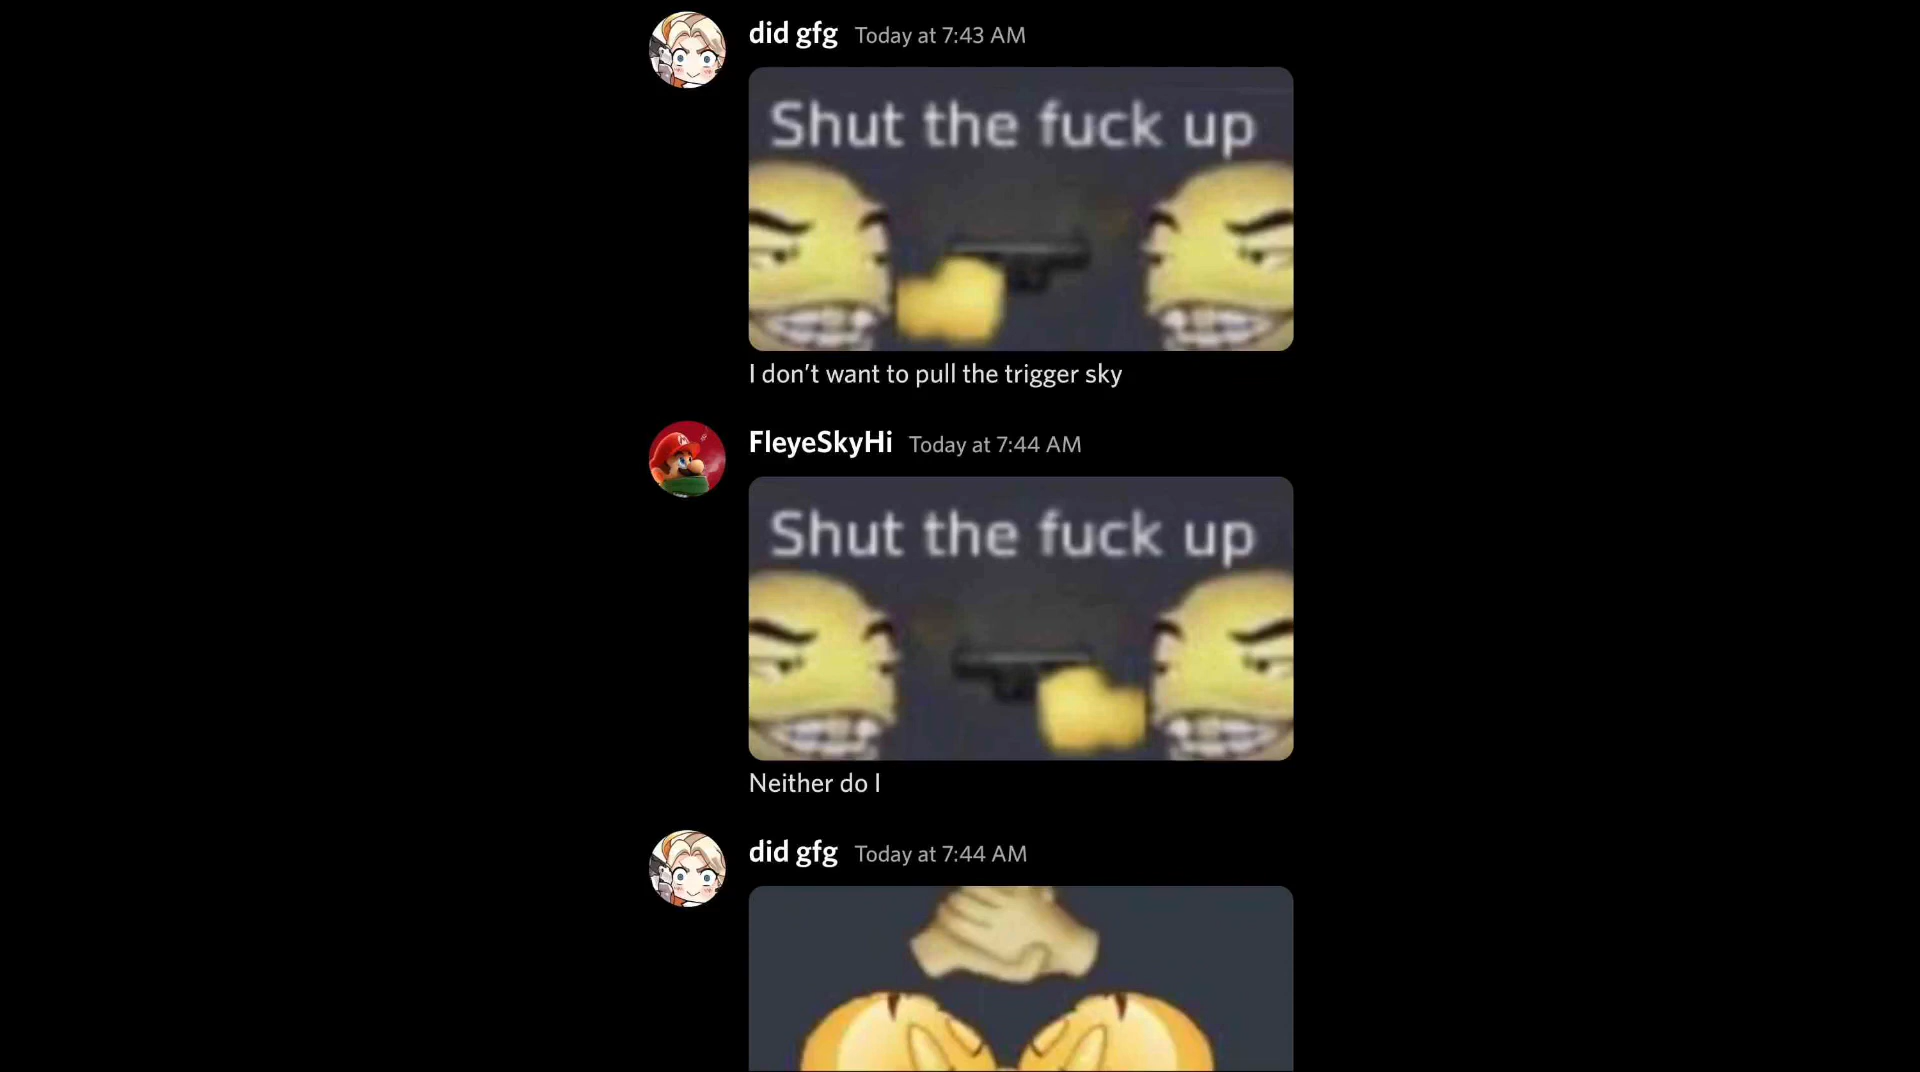 did gfg Today at 7:43 AM
Shut the fuck up
I don’t want to pull the trigger sky
FleyeSkyHi Today at 7:44 AM
Shut the fuck up
Neither do I
did gfg Today at 7:44 AM